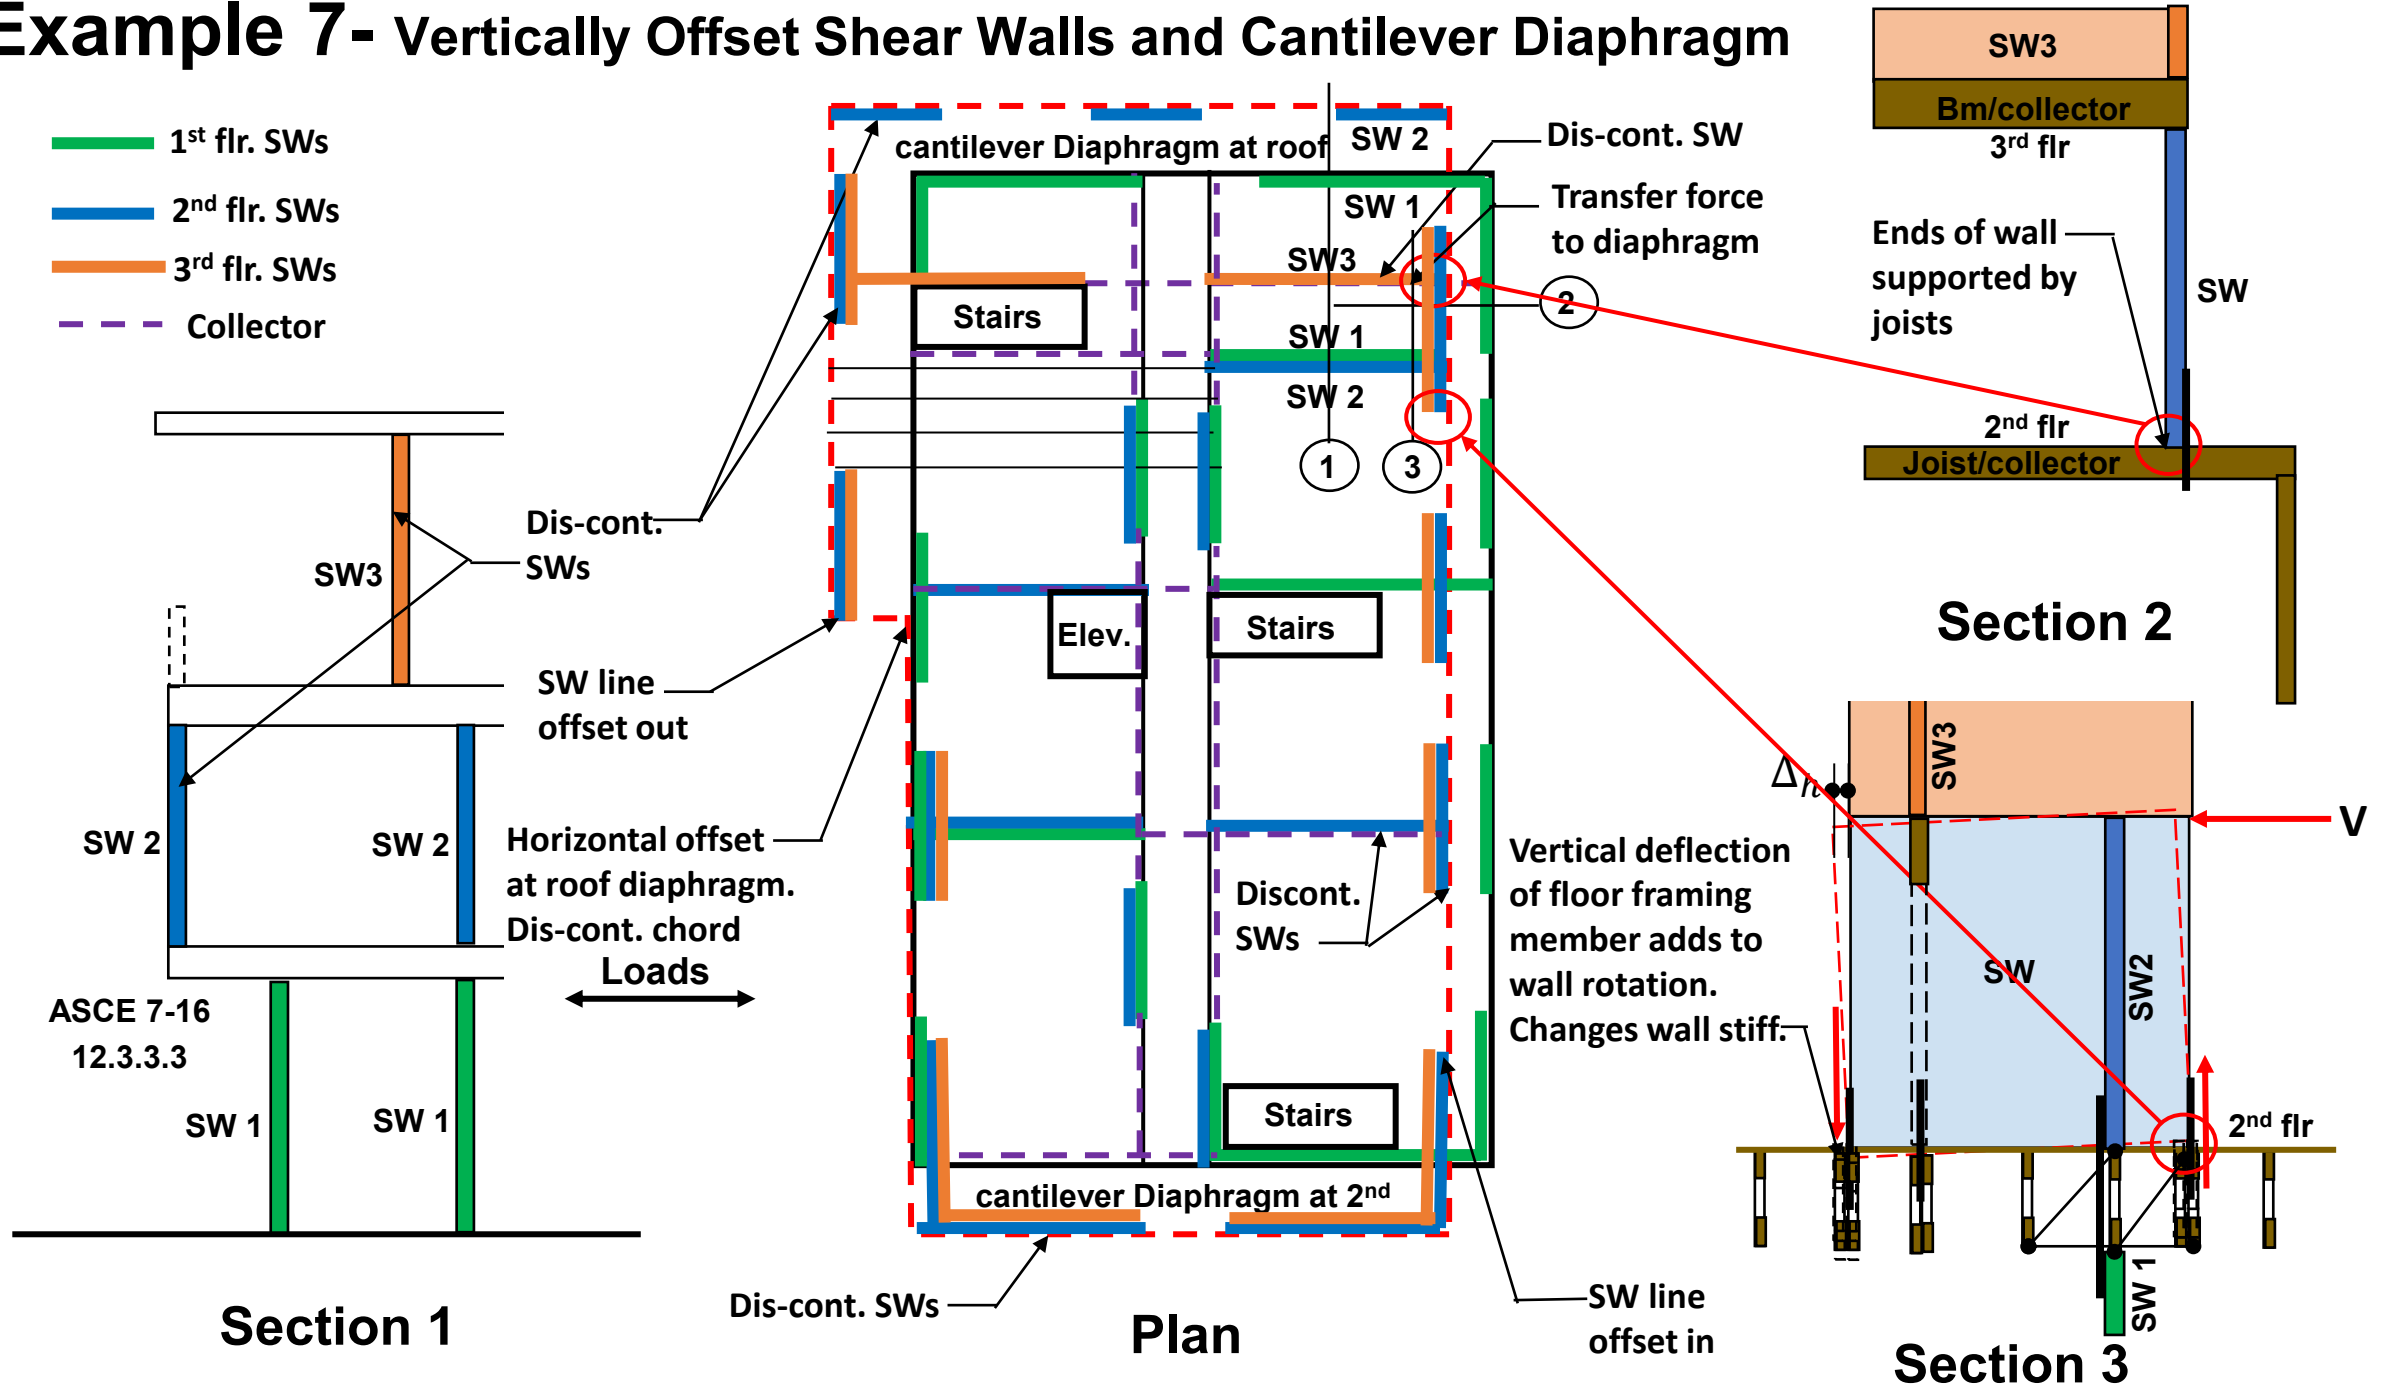 Example 7- Vertically Offset Shear Walls and Cantilever Diaphragm
1st flr. SWs
2nd flr. SWs
3rd flr. SWs
Collector
SW3
Dis-cont.
SWs
SW 2
SW 2
ASCE 7-16
12.3.3.3
SW 1
SW 1
Section 1
SW line
offset out
Horizontal offset
at roof diaphragm.
Dis-cont. chord
Loads
cantilever Diaphragm at roof
SW 2
SW 1
SW3
Stairs
SW 1
SW 2
1
3
2
Elev.
Stairs
Discont.
SWs
Stairs
cantilever Diaphragm at 2nd
Dis-cont. SWs
Plan
Dis-cont. SW
Transfer force
to diaphragm
SW line
offset in
SW3
Bm/collector
3rd flr
Ends of wall
supported by
joists
SW
2nd flr
Joist/collector
Section 2
Δh
SW3
V
Vertical deflection
of floor framing
member adds to
wall rotation.
Changes wall stiff.
SW
SW2
2nd flr
SW 1
Section 3